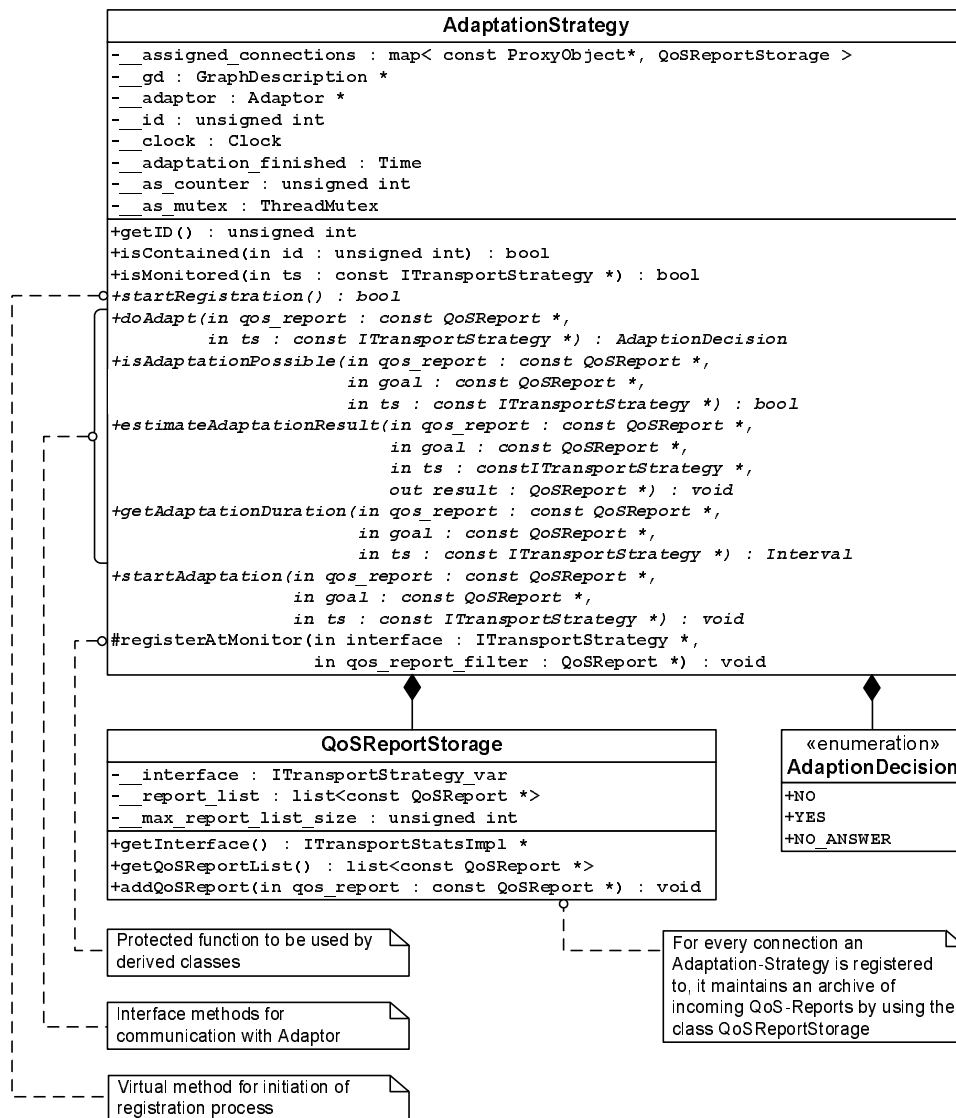 AdaptationStrategy
-__assigned_connections : map< const ProxyObject*, QoSReportStorage >
-__gd : GraphDescription *
-__adaptor : Adaptor *
-__id : unsigned int
-__clock : Clock
-__adaptation_finished : Time
-__as_counter : unsigned int
-__as_mutex : ThreadMutex
+getID() : unsigned int
+isContained(in id : unsigned int) : bool
+isMonitored(in ts : const ITransportStrategy *) : bool
+startRegistration() : bool
+doAdapt(in qos_report : const QoSReport *,
in ts : const ITransportStrategy *) : AdaptionDecision
+isAdaptationPossible(in qos_report : const QoSReport *,
in goal : const QoSReport *,
in ts : const ITransportStrategy *) : bool
+estimateAdaptationResult(in qos_report : const QoSReport *,
in goal : const QoSReport *,
in ts : constITransportStrategy *,
out result : QoSReport *) : void
+getAdaptationDuration(in qos_report : const QoSReport *,
in goal : const QoSReport *,
in ts : const ITransportStrategy *) : Interval
+startAdaptation(in qos_report : const QoSReport *,
in goal : const QoSReport *,
in ts : const ITransportStrategy *) : void
#registerAtMonitor(in interface : ITransportStrategy *,
in qos_report_filter : QoSReport *) : void
QoSReportStorage
-__interface : ITransportStrategy_var
-__report_list : list<const QoSReport *>
-__max_report_list_size : unsigned int
+getInterface() : ITransportStatsImpl *
+getQoSReportList() : list<const QoSReport *>
+addQoSReport(in qos_report : const QoSReport *) : void
«enumeration»
AdaptionDecision
+NO
+YES
+NO_ANSWER
Protected function to be used by
derived classes
Interface methods for
communication with Adaptor
Virtual method for initiation of
registration process
For every connection an
Adaptation-Strategy is registered
to, it maintains an archive of
incoming QoS-Reports by using the
class QoSReportStorage